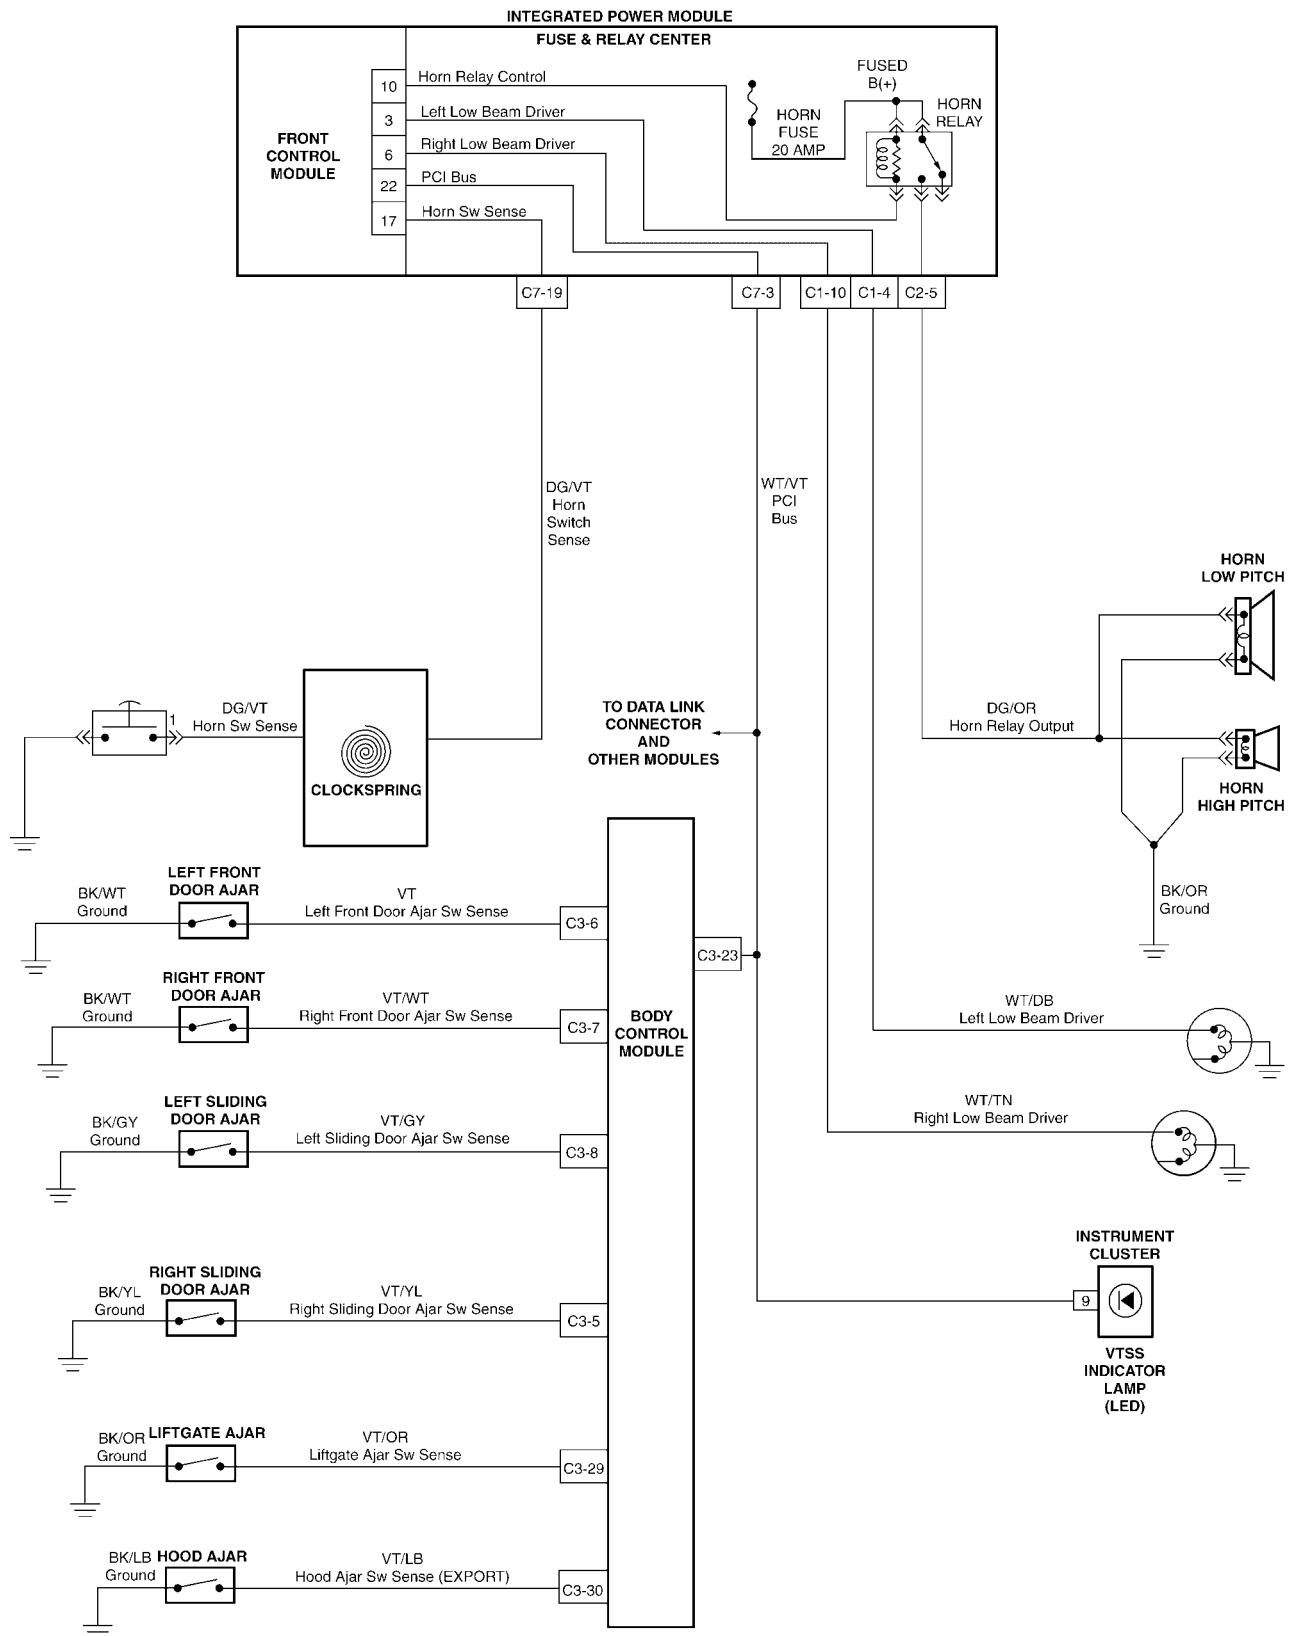 INTEGRATED POWER MODULE
FUSE & RELAY CENTER
FRONT
CONTROL
MODULE
10
Horn Relay Control
3
Left Low Beam Driver
6
Right Low Beam Driver
22
PCI Bus
17
Horn Sw Sense
HORN
FUSE
20 AMP
FUSED
B(+)
HORN
RELAY
C7-19
C7-3
C1-10
C1-4
C2-5
DG/VT
Horn
Switch
Sense
WT/VT
PCI
Bus
HORN
LOW PITCH
DG/VT
Horn Sw Sense
1
CLOCKSPRING
TO DATA LINK
CONNECTOR
AND
OTHER MODULES
DG/OR
Horn Relay Output
HORN
HIGH PITCH
BK/OR
Ground
LEFT FRONT
DOOR AJAR
BK/WT
Ground
VT
Left Front Door Ajar Sw Sense
C3-6
C3-23
RIGHT FRONT
DOOR AJAR
BK/WT
Ground
VT/WT
Right Front Door Ajar Sw Sense
C3-7
BODY
CONTROL
MODULE
WT/DB
Left Low Beam Driver
LEFT SLIDING
DOOR AJAR
BK/GY
Ground
VT/GY
Left Sliding Door Ajar Sw Sense
C3-8
WT/TN
Right Low Beam Driver
RIGHT SLIDING
DOOR AJAR
BK/YL
Ground
VT/YL
Right Sliding Door Ajar Sw Sense
C3-5
INSTRUMENT
CLUSTER
9
VTSS
INDICATOR
LAMP
(LED)
LIFTGATE AJAR
BK/OR
Ground
VT/OR
Liftgate Ajar Sw Sense
C3-29
HOOD AJAR
BK/LB
Ground
VT/LB
Hood Ajar Sw Sense (EXPORT)
C3-30